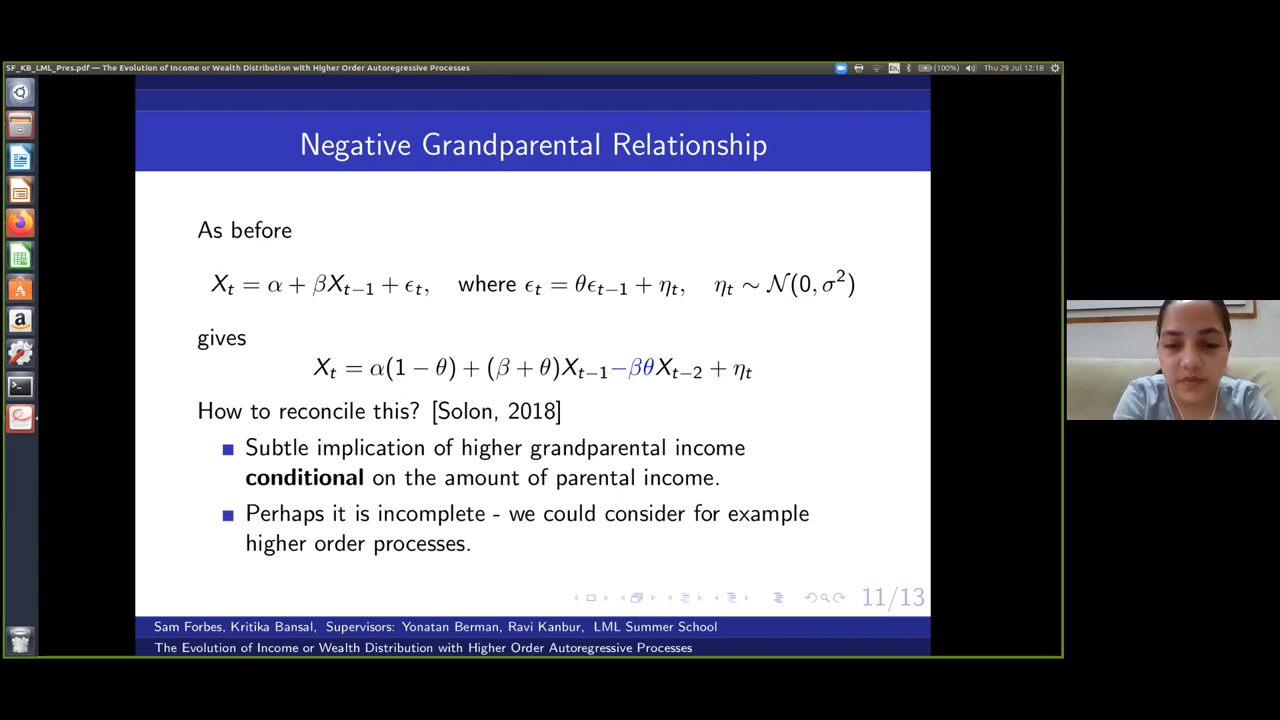 SF_KB_LML_Pres.pdf — The Evolution of Income or Wealth Distribution with Higher Order Autoregressive Processes
En (100%) Thu 29 Jul 12:18
Negative Grandparental Relationship
As before
Xₜ = α + βXₜ₋₁ + ϵₜ, where ϵₜ = θϵₜ₋₁ + ηₜ, ηₜ ∼ 𝒩(0, σ²)
gives
Xₜ = α(1 − θ) + (β + θ)Xₜ₋₁−βθXₜ₋₂ + ηₜ
How to reconcile this? [Solon, 2018]
Subtle implication of higher grandparental income
conditional on the amount of parental income.
Perhaps it is incomplete - we could consider for example
higher order processes.
11/13
Sam Forbes, Kritika Bansal, Supervisors: Yonatan Berman, Ravi Kanbur, LML Summer School
The Evolution of Income or Wealth Distribution with Higher Order Autoregressive Processes